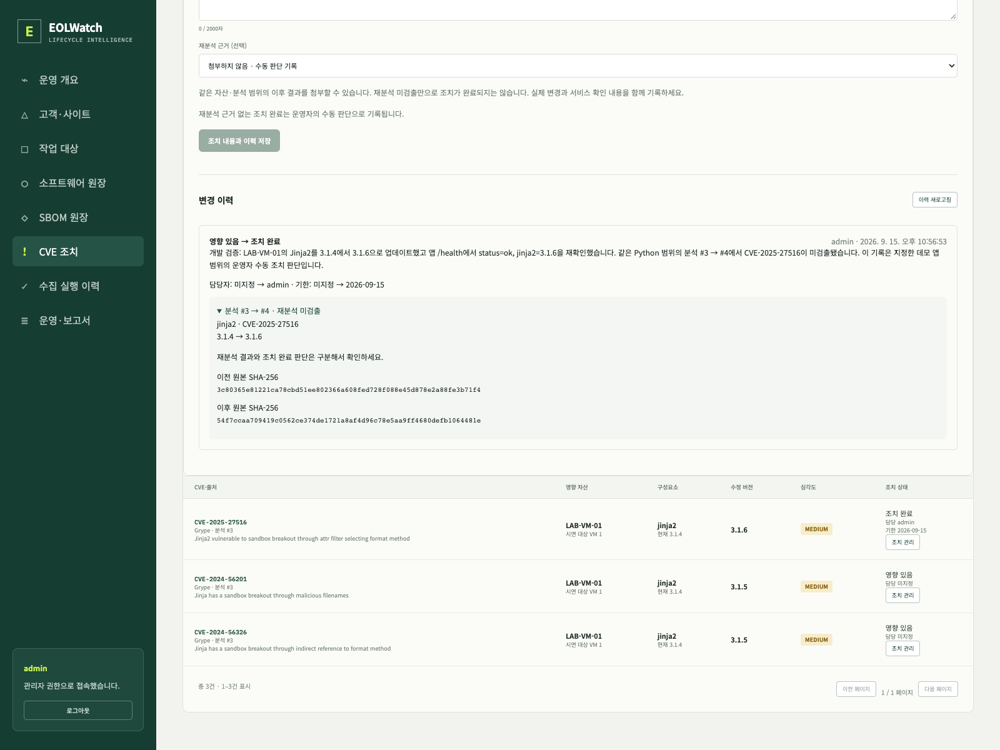 E
EOLWatch
LIFECYCLE INTELLIGENCE
운영 개요
고객·사이트
작업 대상
소프트웨어 원장
SBOM 원장
! CVE 조치
✓ 수집 실행 이력
운영·보고서
admin
관리자 권한으로 접속했습니다.
로그아웃
0 / 2000자
재분석 근거 (선택)
첨부하지 않음 · 수동 판단 기록
같은 자산·분석 범위의 이후 결과를 첨부할 수 있습니다. 재분석 미검출만으로 조치가 완료되지는 않습니다. 실제 변경과 서비스 확인 내용을 함께 기록하세요.
재분석 근거 없는 조치 완료는 운영자의 수동 판단으로 기록됩니다.
조치 내용과 이력 저장
변경 이력
이력 새로고침
영향 있음 → 조치 완료
admin · 2026. 9. 15. 오후 10:56:53
개발 검증: LAB-VM-01의 Jinja2를 3.1.4에서 3.1.6으로 업데이트했고 앱 /health에서 status=ok, jinja2=3.1.6을 재확인했습니다. 같은 Python 범위의 분석 #3 → #4에서 CVE-2025-27516이 미검출됐습니다. 이 기록은 지정한 데모 앱
범위의 운영자 수동 조치 판단입니다.
담당자: 미지정 → admin · 기한: 미지정 → 2026-09-15
▼ 분석 #3 → #4 · 재분석 미검출
jinja2 · CVE-2025-27516
3.1.4 → 3.1.6
재분석 결과와 조치 완료 판단은 구분해서 확인하세요.
이전 원본 SHA-256
3c80365e81221ca78cbd51ee802366a608fed728f088e45d878e2a88fe3b71f4
이후 원본 SHA-256
54f7ccaa709419c0562ce374de1721a8af4d96c78e5aa9ff4680defb1064481e
CVE·출처 영향 자산 구성요소 수정 버전 심각도 조치 상태
CVE-2025-27516
Grype · 분석 #3
Jinja2 vulnerable to sandbox breakout through attr filter selecting format method
LAB-VM-01
시연 대상 VM 1
jinja2
현재 3.1.4
3.1.6
MEDIUM
조치 완료
담당 admin
기한 2026-09-15
조치 관리
CVE-2024-56201
Grype · 분석 #3
Jinja has a sandbox breakout through malicious filenames
LAB-VM-01
시연 대상 VM 1
jinja2
현재 3.1.4
3.1.5
MEDIUM
영향 있음
담당 미지정
조치 관리
CVE-2024-56326
Grype · 분석 #3
Jinja has a sandbox breakout through indirect reference to format method
LAB-VM-01
시연 대상 VM 1
jinja2
현재 3.1.4
3.1.5
MEDIUM
영향 있음
담당 미지정
조치 관리
총 3건 · 1–3건 표시
이전 페이지
1 / 1 페이지
다음 페이지